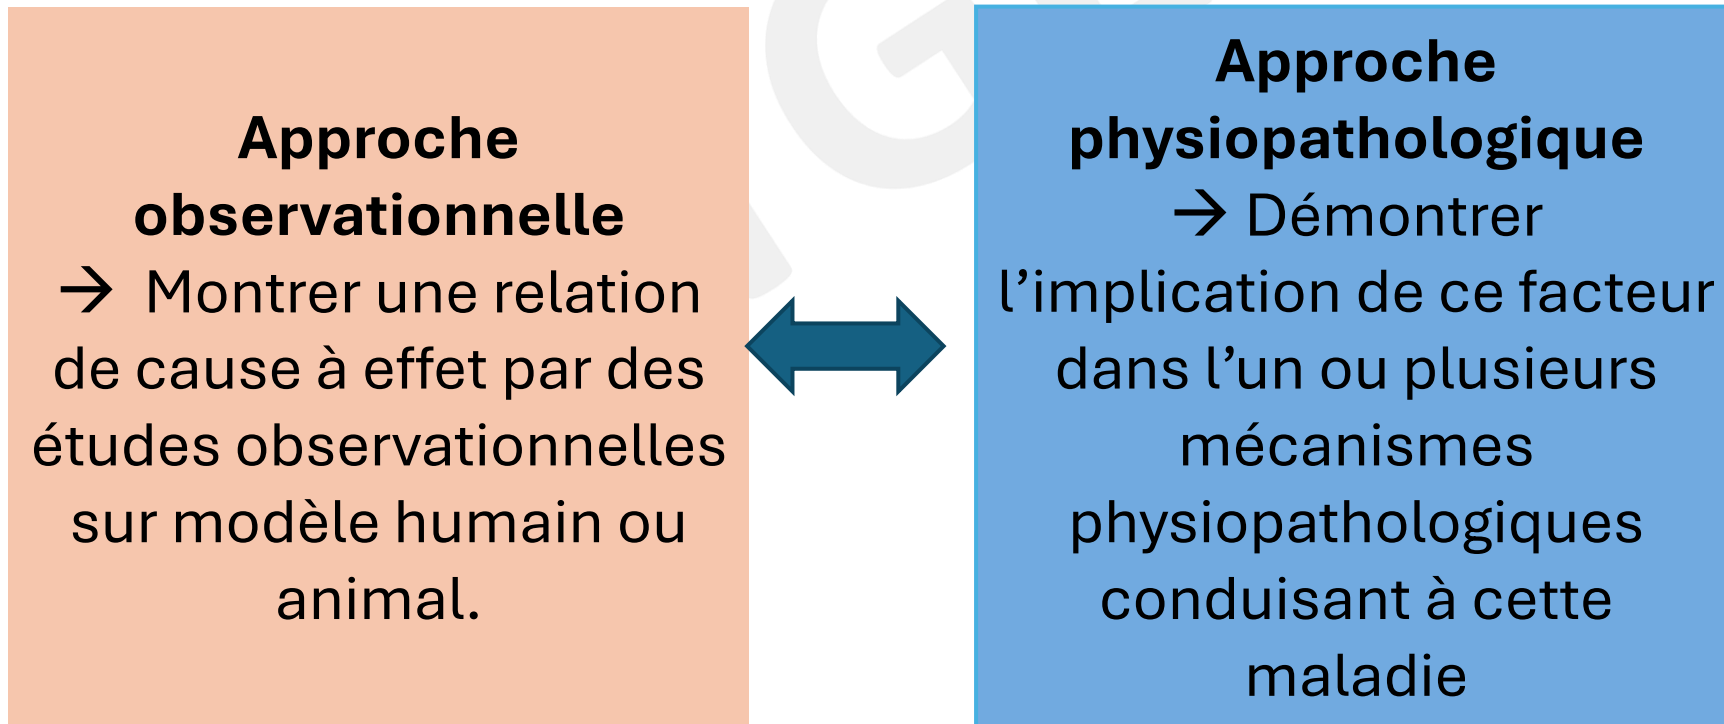 Approche
observationnelle
→ Montrer une relation
de cause à effet par des
études observationnelles
sur modèle humain ou
animal.
Approche
physiopathologique
→ Démontrer
l’implication de ce facteur
dans l’un ou plusieurs
mécanismes
physiopathologiques
conduisant à cette
maladie